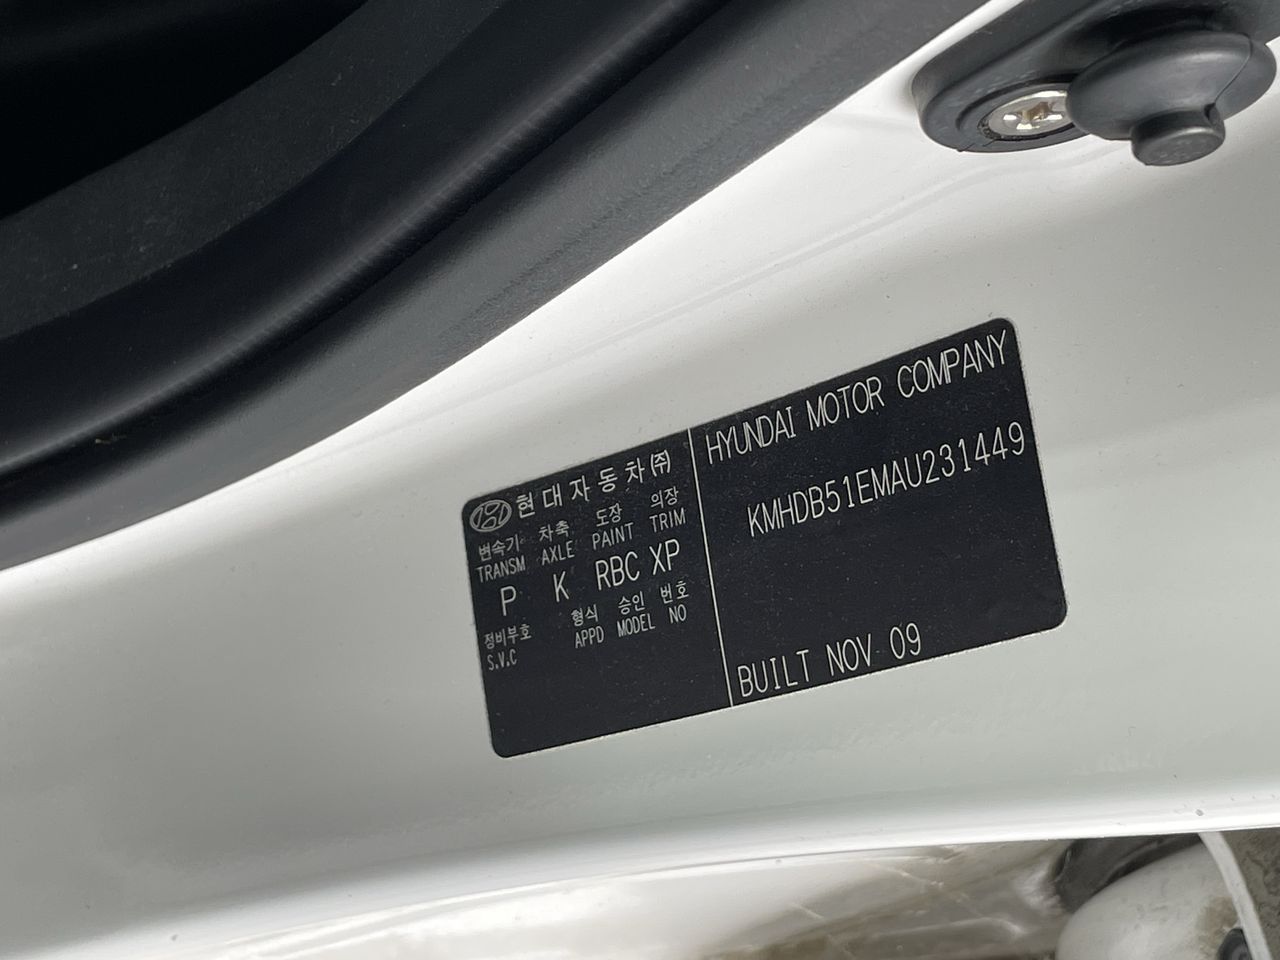 현대자동차(주)
변속기 차축 도장 의장
TRANSM AXLE PAINT TRIM
P K RBC XP
정비부호 형식 승인 번호
S.V.C APPD MODEL NO
HYUNDAI MOTOR COMPANY
KMHDB51EMAU231449
BUILT NOV 09